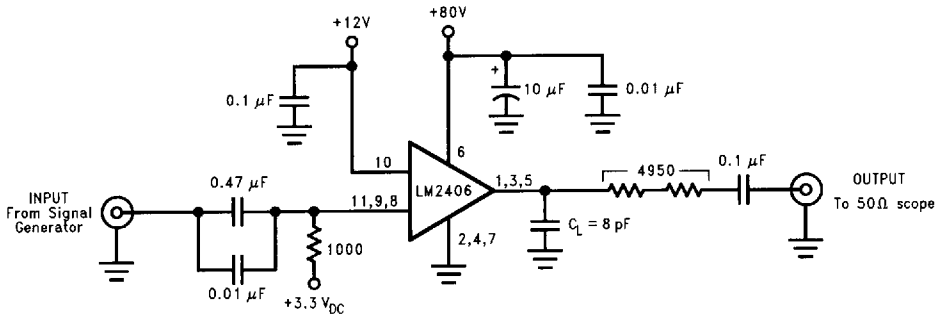 +12V
+80V
0.1 µF
+
10 µF
0.01 µF
10
6
LM2406
INPUT
From Signal
Generator
0.47 µF
11,9,8
1,3,5
4950
0.1 µF
OUTPUT
To 50Ω scope
0.01 µF
1000
+3.3 VDC
2,4,7
CL = 8 pF